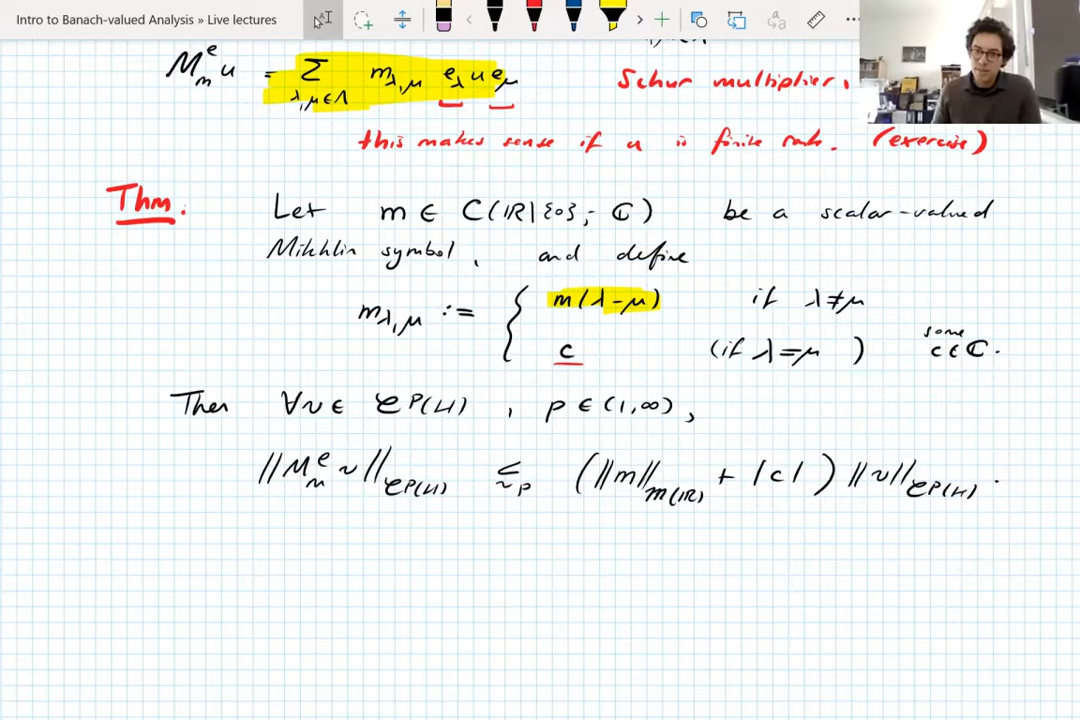 Intro to Banach-valued Analysis » Live lectures
M_m^e u = Σ_{λ,μ∈Λ} m_{λ,μ} e_λ u e_μ Schur multiplier.
this makes sense if u is finite rank. (exercise)
Thm. Let m ∈ C(ℝ\{0}; ℂ) be a scalar-valued
Mikhlin symbol, and define
m_{λ,μ} := { m(λ-μ) if λ≠μ
c (if λ=μ) some c∈ℂ.
Then ∀v ∈ 𝒞^p(H), p∈(1,∞),
‖M_m^e v‖_{𝒞^p(H)} ≲_p (‖m‖_{𝔪(ℝ)} + |c|) ‖v‖_{𝒞^p(H)}.